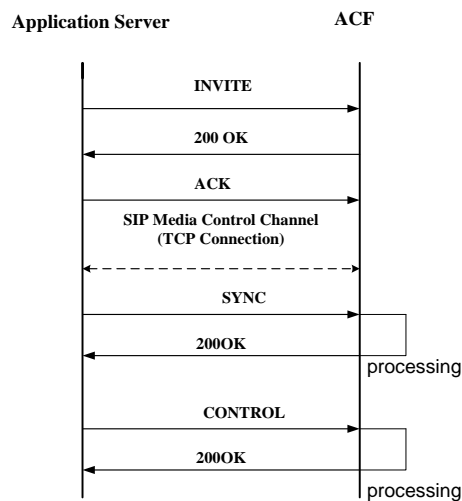 Application Server
ACF
INVITE
200 OK
ACK
SIP Media Control Channel
(TCP Connection)
SYNC
200OK
processing
CONTROL
200OK
processing